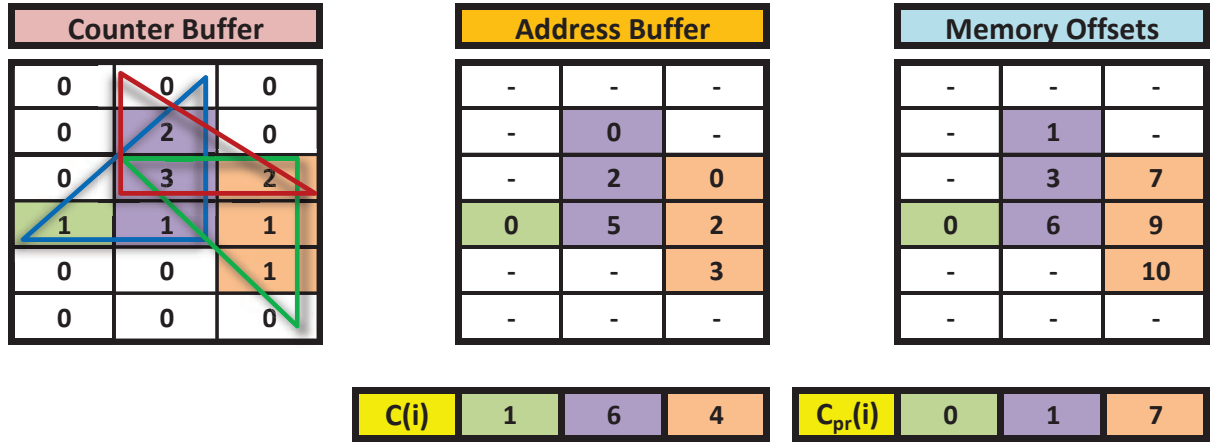 Counter Buffer Address Buffer Memory Offsets
0 0 0 - - - - - -
0 2 0 - 0 - - 1 -
0 3 2 - 2 0 - 3 7
1 1 1 0 5 2 0 6 9
0 0 1 - - 3 - - 10
0 0 0 - - - - - -
C(i) 1 6 4 Cpr(i) 0 1 7